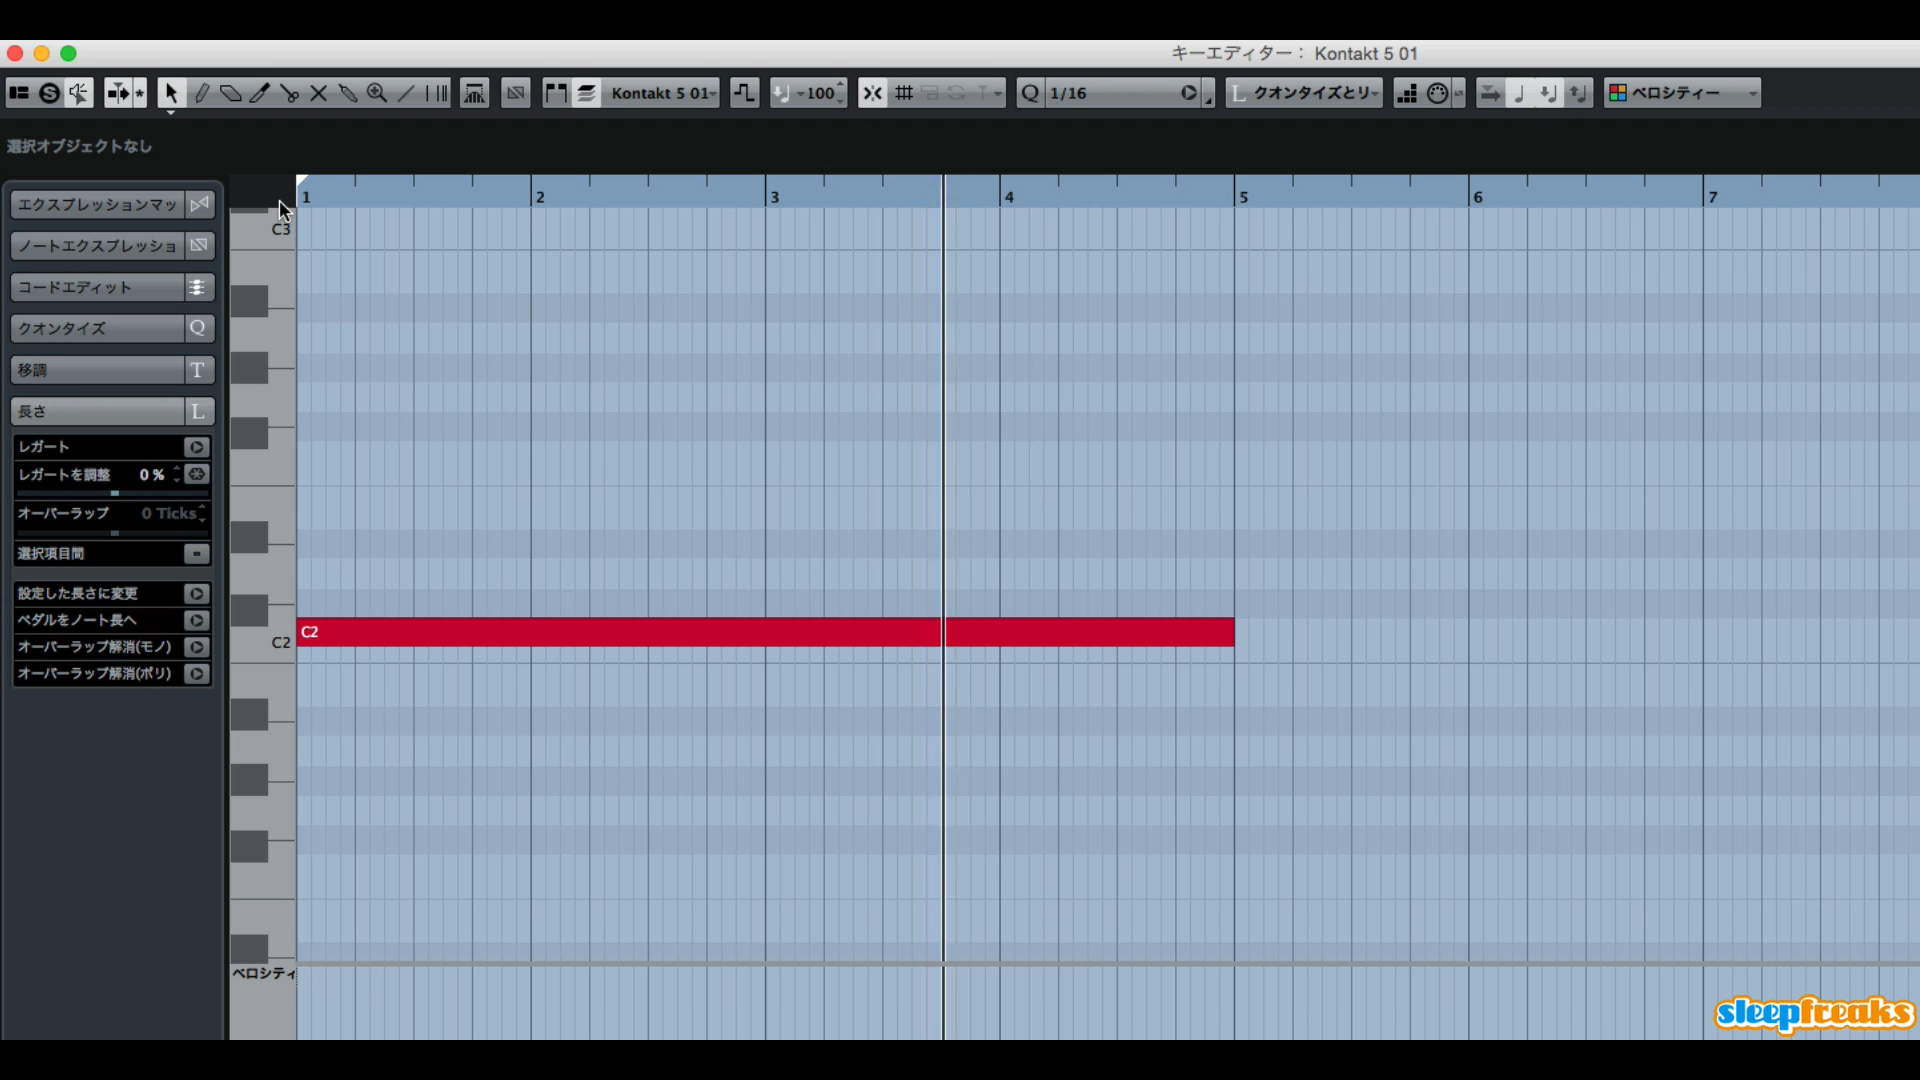 キーエディター： Kontakt 5 01
Kontakt 5 01
100
Q 1/16
L クオンタイズとリ
ベロシティー
選択オブジェクトなし
1 2 3 4 5 6 7
エクスプレッションマッ
C3
ノートエクスプレッショ
コードエディット
クオンタイズ Q
移調 T
長さ L
レガート
レガートを調整 0 %
オーバーラップ 0 Ticks
選択項目間
設定した長さに変更
ペダルをノート長へ
C2 C2
オーバーラップ解消(モノ)
オーバーラップ解消(ポリ)
ベロシティ
sleepfreaks